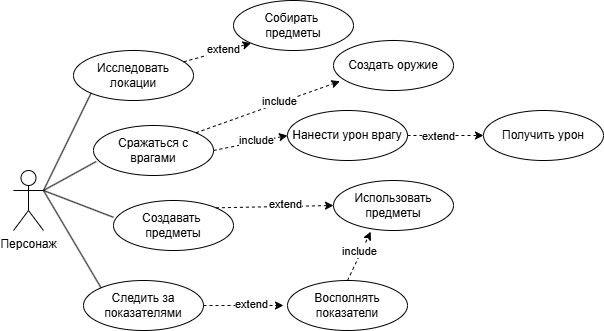 Собирать
предметы
extend
Исследовать
локации
Создать оружие
include
Сражаться с
врагами
include
Нанести урон врагу
extend
Получить урон
Персонаж
Создавать
предметы
extend
Использовать
предметы
include
Следить за
показателями
extend
Восполнять
показатели